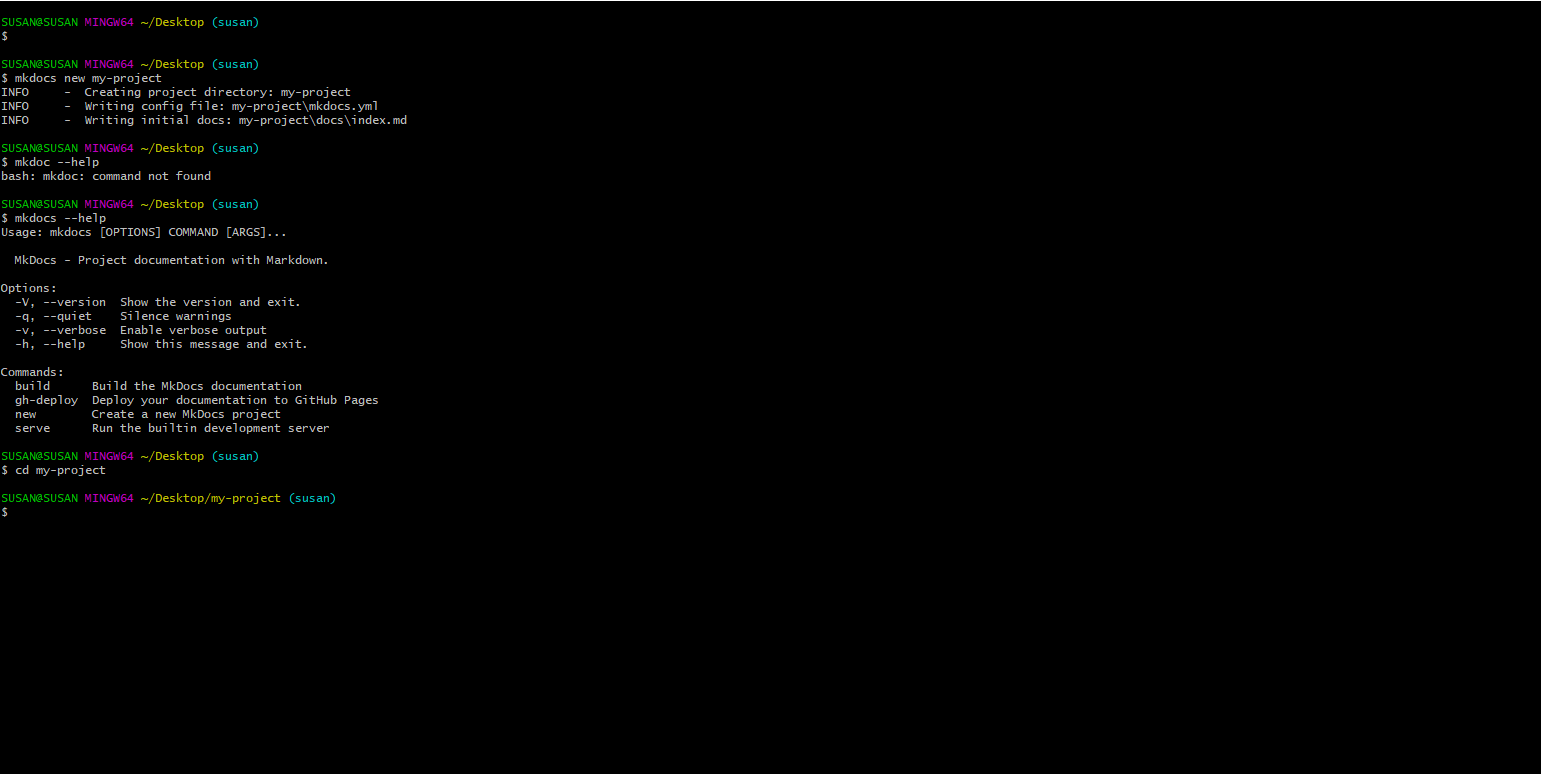 SUSAN@SUSAN MINGW64 ~/Desktop (susan)
$
SUSAN@SUSAN MINGW64 ~/Desktop (susan)
$ mkdocs new my-project
INFO     -  Creating project directory: my-project
INFO     -  Writing config file: my-project\mkdocs.yml
INFO     -  Writing initial docs: my-project\docs\index.md
SUSAN@SUSAN MINGW64 ~/Desktop (susan)
$ mkdoc --help
bash: mkdoc: command not found
SUSAN@SUSAN MINGW64 ~/Desktop (susan)
$ mkdocs --help
Usage: mkdocs [OPTIONS] COMMAND [ARGS]...
  MkDocs - Project documentation with Markdown.
Options:
  -V, --version  Show the version and exit.
  -q, --quiet    Silence warnings
  -v, --verbose  Enable verbose output
  -h, --help     Show this message and exit.
Commands:
  build      Build the MkDocs documentation
  gh-deploy  Deploy your documentation to GitHub Pages
  new        Create a new MkDocs project
  serve      Run the builtin development server
SUSAN@SUSAN MINGW64 ~/Desktop (susan)
$ cd my-project
SUSAN@SUSAN MINGW64 ~/Desktop/my-project (susan)
$